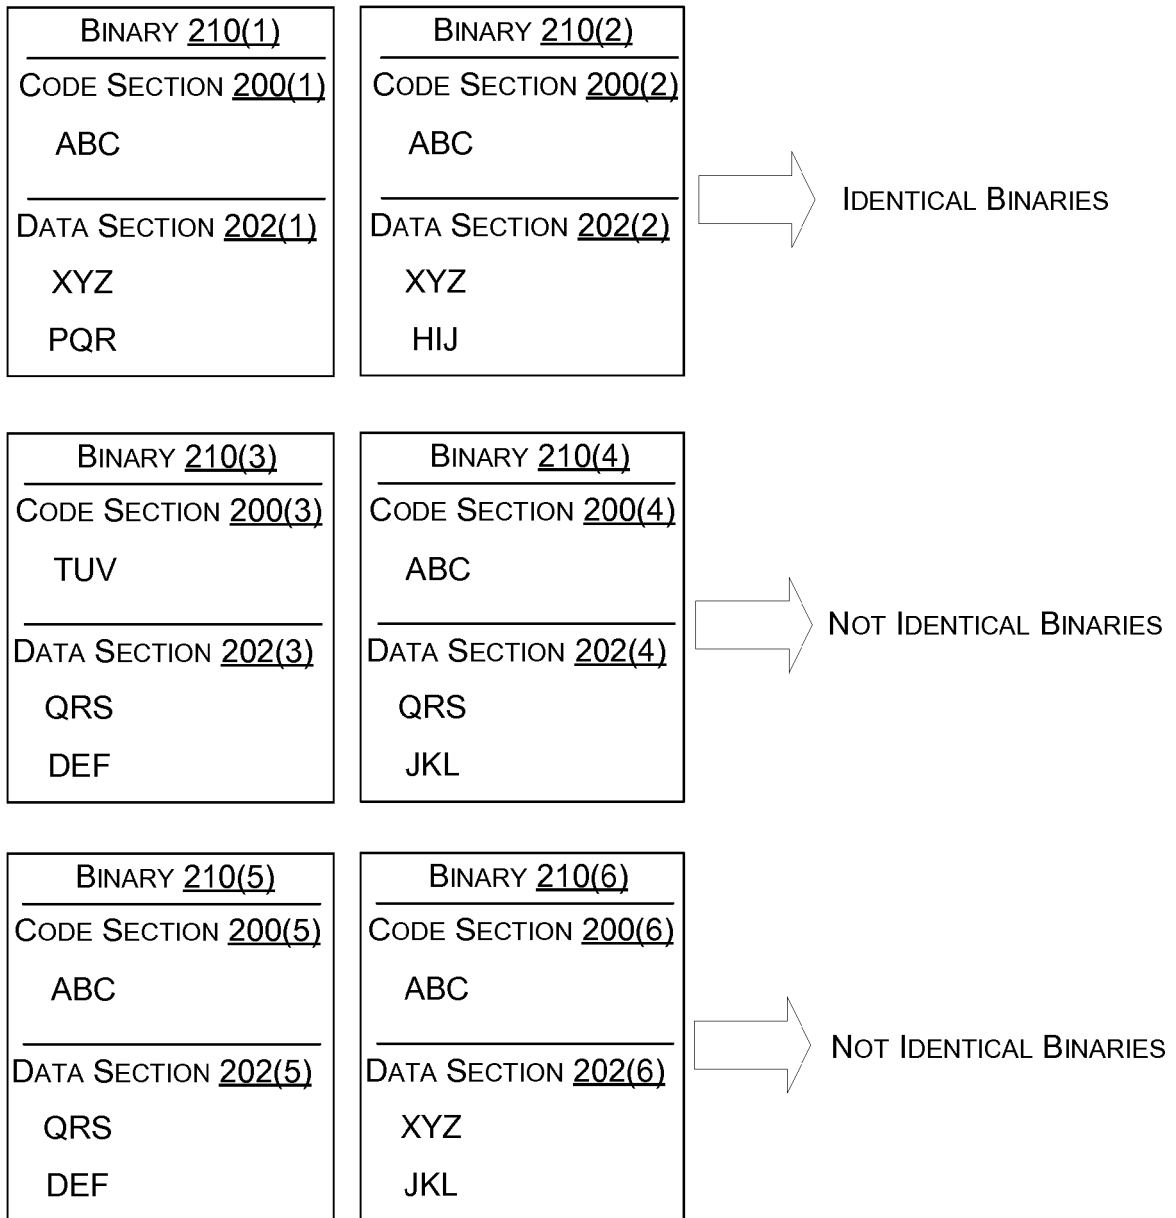 BINARY 210(1)
CODE SECTION 200(1)
ABC
DATA SECTION 202(1)
XYZ
PQR
BINARY 210(2)
CODE SECTION 200(2)
ABC
DATA SECTION 202(2)
XYZ
HIJ
IDENTICAL BINARIES
BINARY 210(3)
CODE SECTION 200(3)
TUV
DATA SECTION 202(3)
QRS
DEF
BINARY 210(4)
CODE SECTION 200(4)
ABC
DATA SECTION 202(4)
QRS
JKL
NOT IDENTICAL BINARIES
BINARY 210(5)
CODE SECTION 200(5)
ABC
DATA SECTION 202(5)
QRS
DEF
BINARY 210(6)
CODE SECTION 200(6)
ABC
DATA SECTION 202(6)
XYZ
JKL
NOT IDENTICAL BINARIES